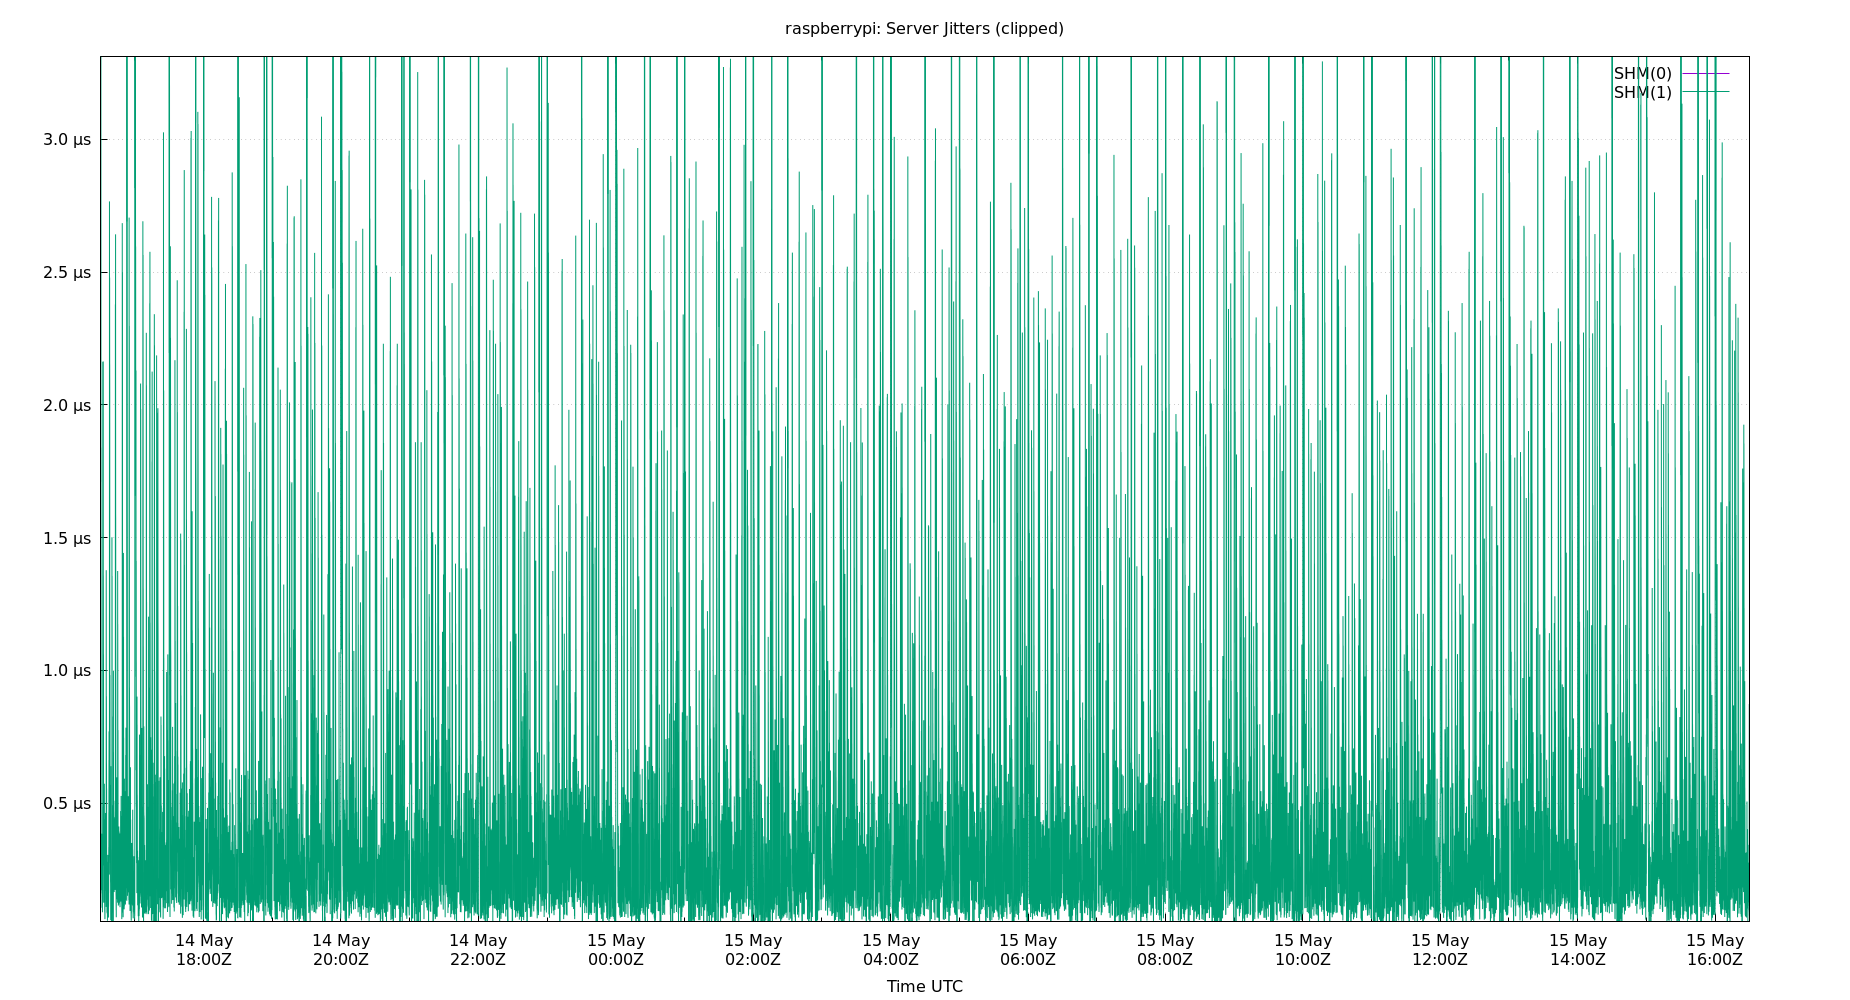 raspberrypi: Server Jitters (clipped)
SHM(0)
SHM(1)
3.0 µs
2.5 µs
2.0 µs
1.5 µs
1.0 µs
0.5 µs
14 May 14 May 14 May 15 May 15 May 15 May 15 May 15 May 15 May 15 May 15 May 15 May
18:00Z 20:00Z 22:00Z 00:00Z 02:00Z 04:00Z 06:00Z 08:00Z 10:00Z 12:00Z 14:00Z 16:00Z
Time UTC